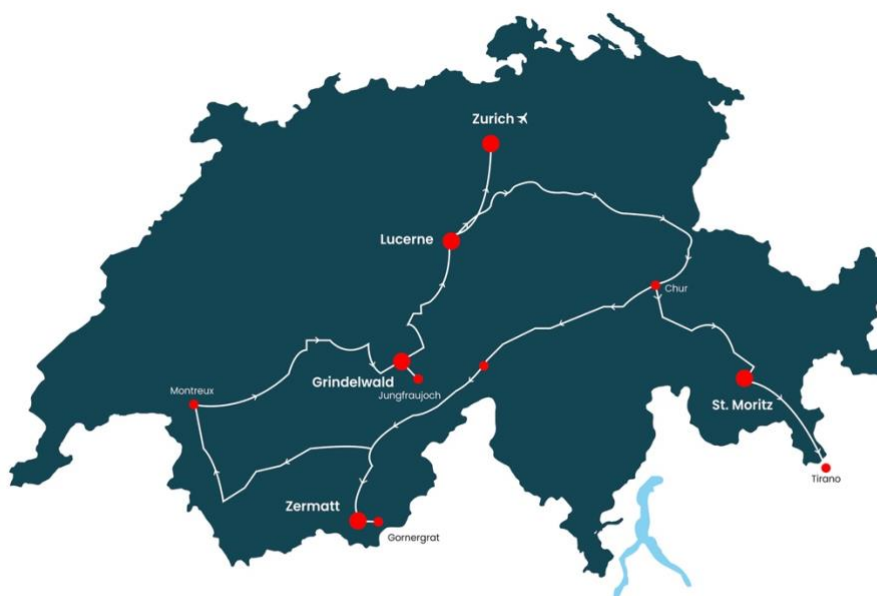 Zurich
Lucerne
Chur
Grindelwald
Jungfraujoch
Montreux
St. Moritz
Tirano
Zermatt
Gornergrat